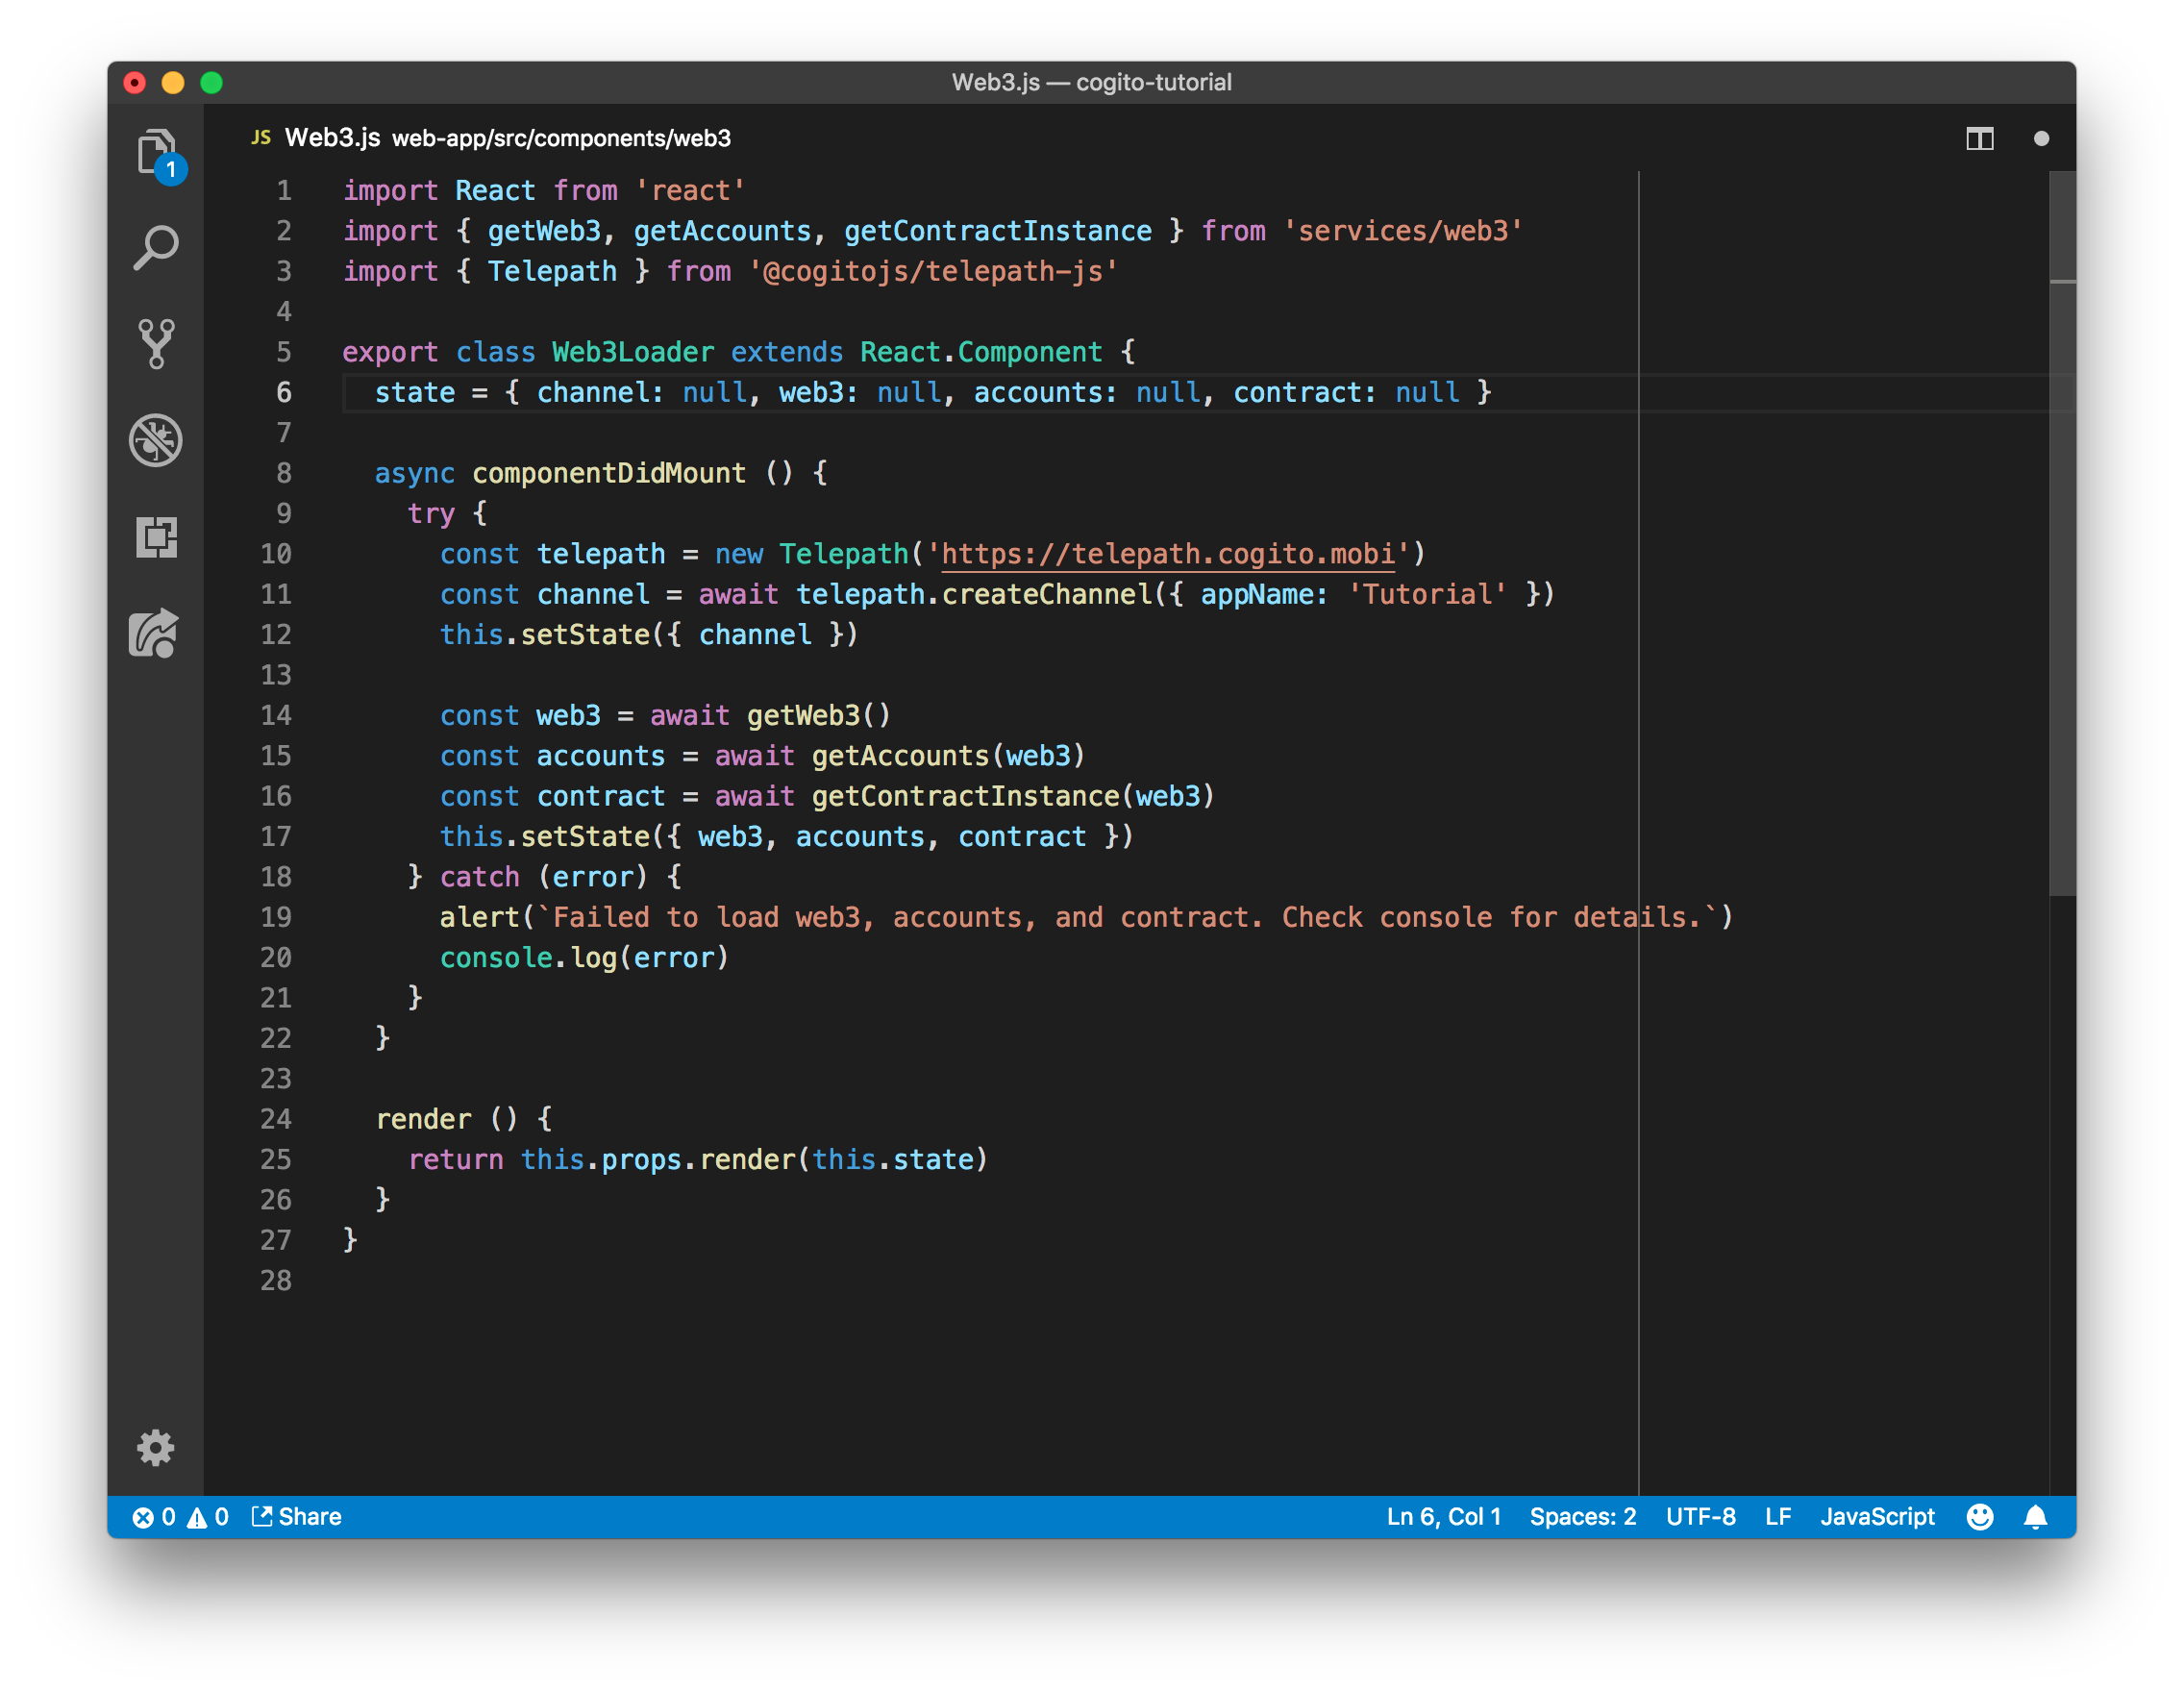 Web3.js — cogito-tutorial
JS Web3.js web-app/src/components/web3
1
1 import React from 'react'
2 import { getWeb3, getAccounts, getContractInstance } from 'services/web3'
3 import { Telepath } from '@cogitojs/telepath-js'
4
5 export class Web3Loader extends React.Component {
6   state = { channel: null, web3: null, accounts: null, contract: null }
7
8   async componentDidMount () {
9     try {
10       const telepath = new Telepath('https://telepath.cogito.mobi')
11       const channel = await telepath.createChannel({ appName: 'Tutorial' })
12       this.setState({ channel })
13
14       const web3 = await getWeb3()
15       const accounts = await getAccounts(web3)
16       const contract = await getContractInstance(web3)
17       this.setState({ web3, accounts, contract })
18     } catch (error) {
19       alert(`Failed to load web3, accounts, and contract. Check console for details.`)
20       console.log(error)
21     }
22   }
23
24   render () {
25     return this.props.render(this.state)
26   }
27 }
28
0 0 Share Ln 6, Col 1 Spaces: 2 UTF-8 LF JavaScript